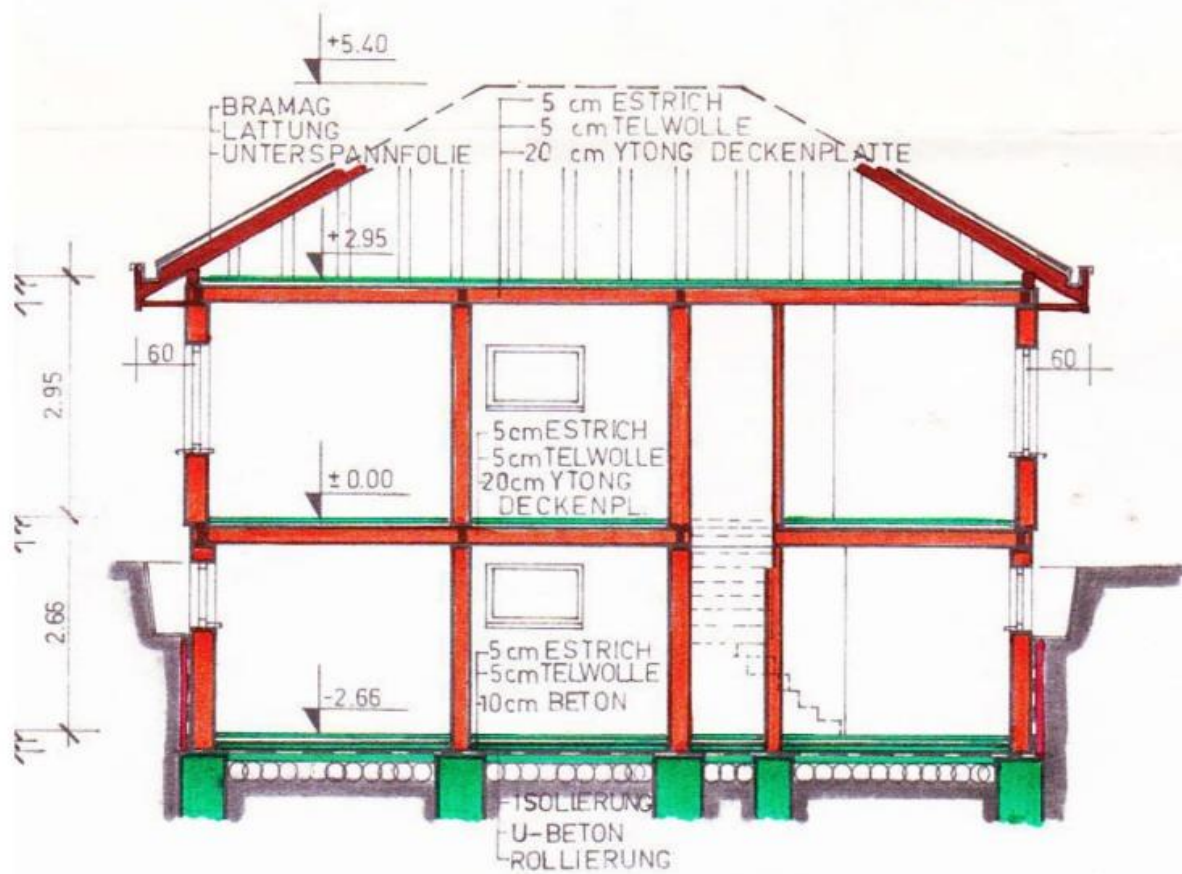 +5.40
BRAMAG
LATTUNG
UNTERSPANNFOLIE
5 cm ESTRICH
5 cm TELWOLLE
20 cm YTONG DECKENPLATTE
+2.95
60
60
2.95
5cm ESTRICH
5cm TELWOLLE
20cm YTONG
DECKENPL.
± 0.00
2.66
5cm ESTRICH
5cm TELWOLLE
10cm BETON
-2.66
ISOLIERUNG
U-BETON
ROLLIERUNG